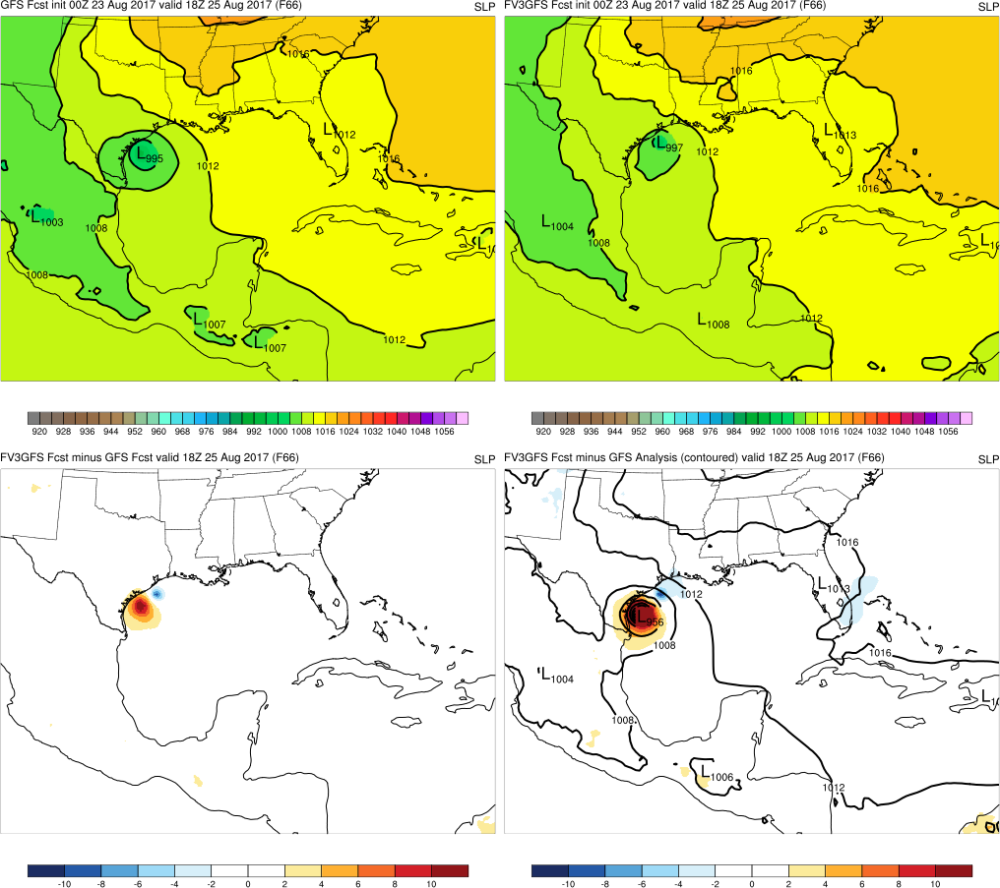 GFS Fcst init 00Z 23 Aug 2017 valid 18Z 25 Aug 2017 (F66) SLP
1016
L1012
L995
1016
1012
L1003
1008
L1
1008
L1007
L1007
1012
920 928 936 944 952 960 968 976 984 992 1000 1008 1016 1024 1032 1040 1048 1056
FV3GFS Fcst init 00Z 23 Aug 2017 valid 18Z 25 Aug 2017 (F66) SLP
1016
L1013
L997
1012
1016
L1004
1008
L1
L1008
1012
920 928 936 944 952 960 968 976 984 992 1000 1008 1016 1024 1032 1040 1048 1056
FV3GFS Fcst minus GFS Fcst valid 18Z 25 Aug 2017 (F66) SLP
-10 -8 -6 -4 -2 0 2 4 6 8 10
FV3GFS Fcst minus GFS Analysis (contoured) valid 18Z 25 Aug 2017 (F66) SLP
1016
L1013
1012
L956
1008
1016
L1004
L1
1008
L1006
1012
-10 -8 -6 -4 -2 0 2 4 6 8 10